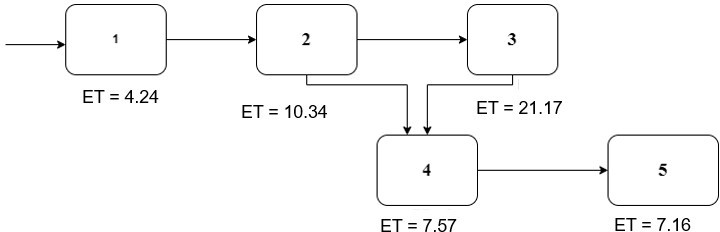 1
2
3
ET = 4.24
ET = 10.34
ET = 21.17
4
5
ET = 7.57
ET = 7.16